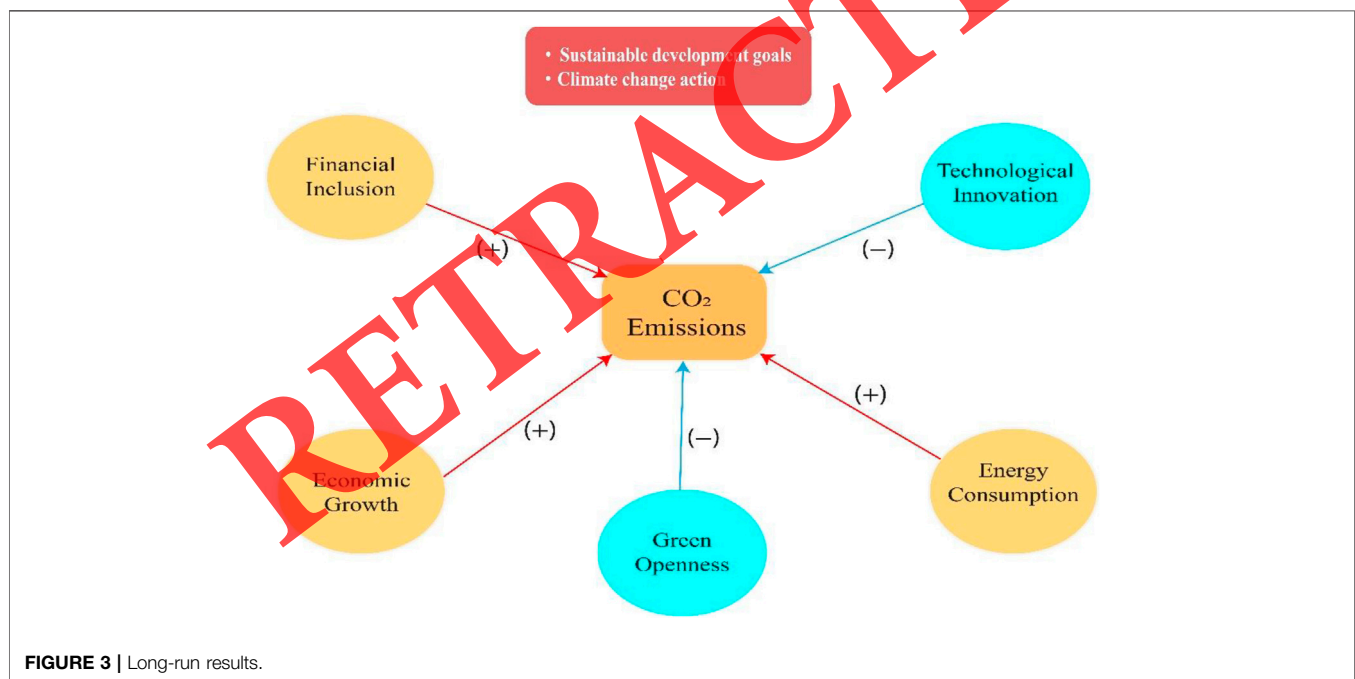 • Sustainable development goals
• Climate change action
Financial
Inclusion
Technological
Innovation
(+)
(−)
CO₂
Emissions
(+)
(−)
(+)
Economic
Growth
Green
Openness
Energy
Consumption
RETRACTE
FIGURE 3 | Long-run results.